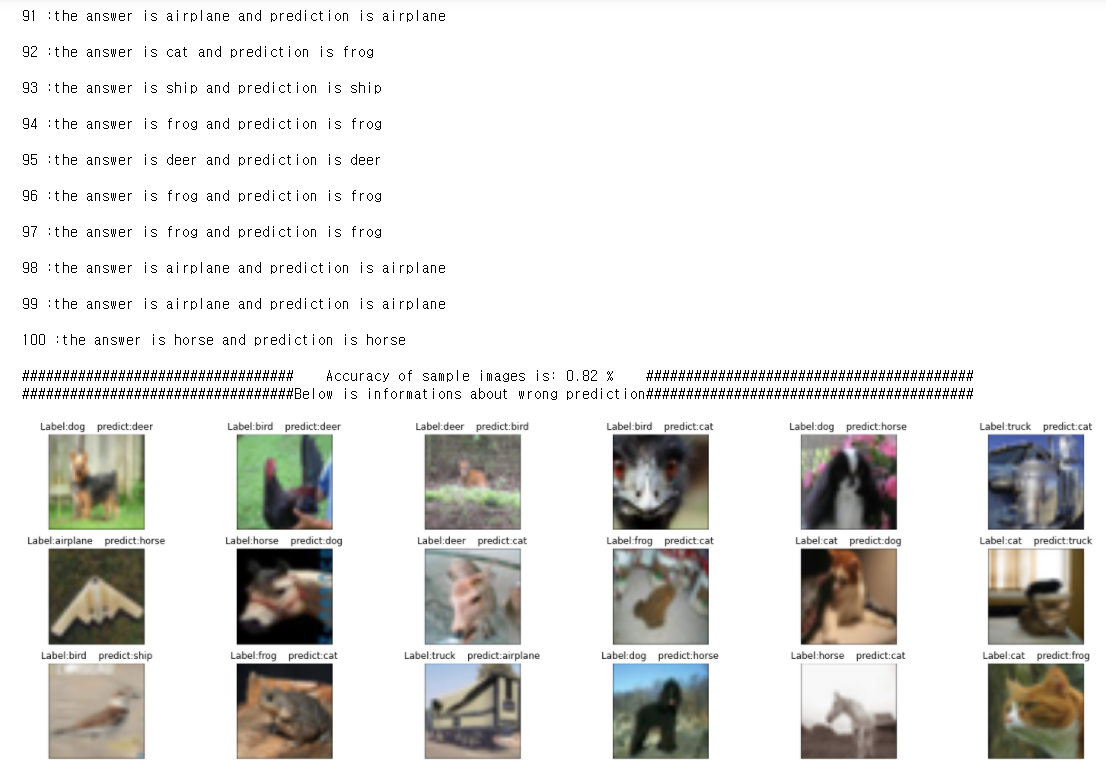 91 :the answer is airplane and prediction is airplane
92 :the answer is cat and prediction is frog
93 :the answer is ship and prediction is ship
94 :the answer is frog and prediction is frog
95 :the answer is deer and prediction is deer
96 :the answer is frog and prediction is frog
97 :the answer is frog and prediction is frog
98 :the answer is airplane and prediction is airplane
99 :the answer is airplane and prediction is airplane
100 :the answer is horse and prediction is horse
################################## Accuracy of sample images is: 0.82 % #########################################
##################################Below is informations about wrong prediction#########################################
Label:dog predict:deer Label:bird predict:deer Label:deer predict:bird Label:bird predict:cat Label:dog predict:horse Label:truck predict:cat
Label:airplane predict:horse Label:horse predict:dog Label:deer predict:cat Label:frog predict:cat Label:cat predict:dog Label:cat predict:truck
Label:bird predict:ship Label:frog predict:cat Label:truck predict:airplane Label:dog predict:horse Label:horse predict:cat Label:cat predict:frog